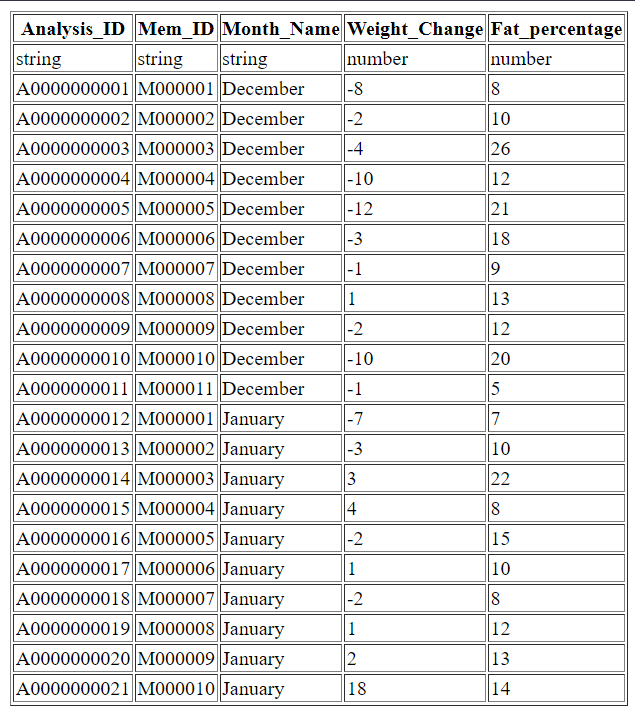 Analysis_ID Mem_ID Month_Name Weight_Change Fat_percentage
string string string number number
A0000000001 M000001 December -8 8
A0000000002 M000002 December -2 10
A0000000003 M000003 December -4 26
A0000000004 M000004 December -10 12
A0000000005 M000005 December -12 21
A0000000006 M000006 December -3 18
A0000000007 M000007 December -1 9
A0000000008 M000008 December 1 13
A0000000009 M000009 December -2 12
A0000000010 M000010 December -10 20
A0000000011 M000011 December -1 5
A0000000012 M000001 January -7 7
A0000000013 M000002 January -3 10
A0000000014 M000003 January 3 22
A0000000015 M000004 January 4 8
A0000000016 M000005 January -2 15
A0000000017 M000006 January 1 10
A0000000018 M000007 January -2 8
A0000000019 M000008 January 1 12
A0000000020 M000009 January 2 13
A0000000021 M000010 January 18 14